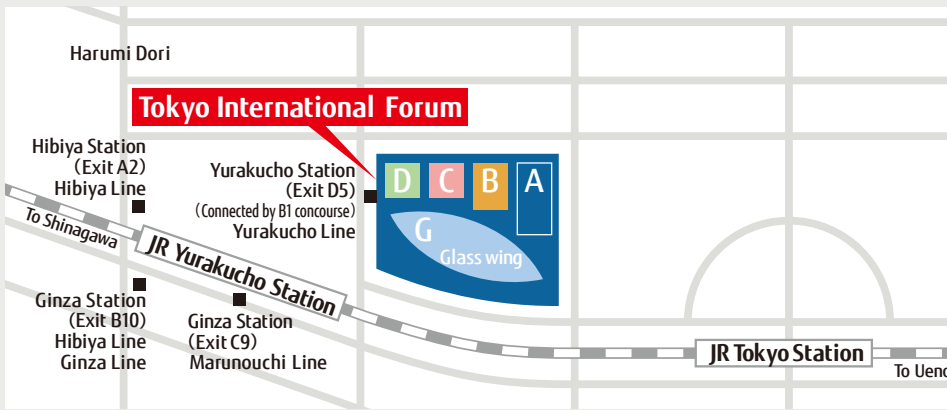 Harumi Dori
Tokyo International Forum
Hibiya Station
(Exit A2)
Hibiya Line
Yurakucho Station
(Exit D5)
(Connected by B1 concourse)
Yurakucho Line
D
C
B
A
G
Glass wing
To Shinagawa
JR Yurakucho Station
Ginza Station
(Exit B10)
Hibiya Line
Ginza Line
Ginza Station
(Exit C9)
Marunouchi Line
JR Tokyo Station
To Ueno